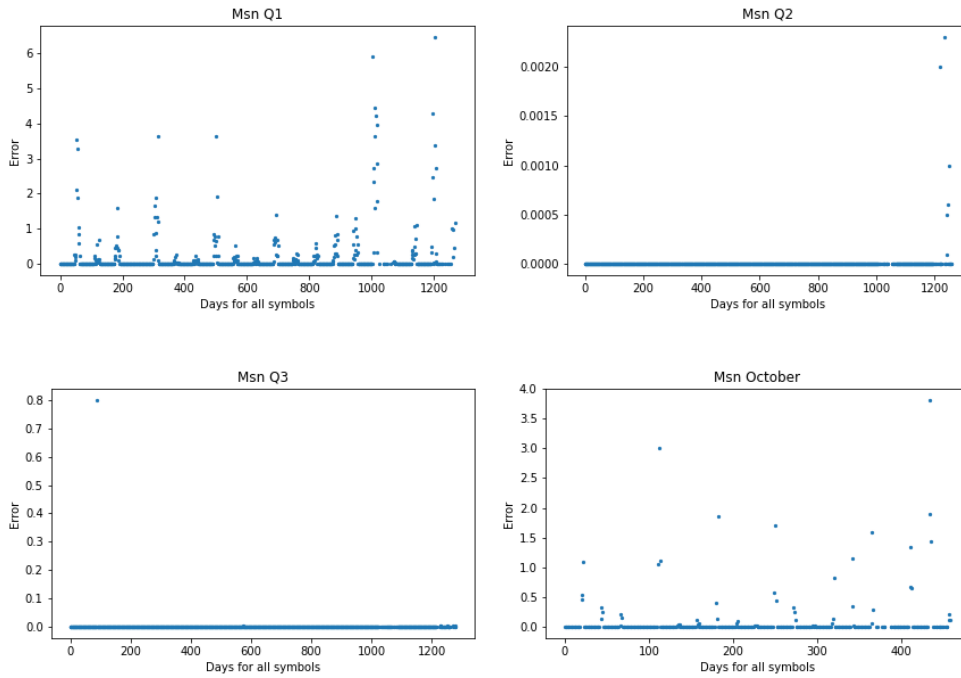 Msn Q1
Error
6
5
4
3
2
1
0
0 200 400 600 800 1000 1200
Days for all symbols
Msn Q2
Error
0.0020
0.0015
0.0010
0.0005
0.0000
0 200 400 600 800 1000 1200
Days for all symbols
Msn Q3
Error
0.8
0.7
0.6
0.5
0.4
0.3
0.2
0.1
0.0
0 200 400 600 800 1000 1200
Days for all symbols
Msn October
Error
4.0
3.5
3.0
2.5
2.0
1.5
1.0
0.5
0.0
0 100 200 300 400
Days for all symbols